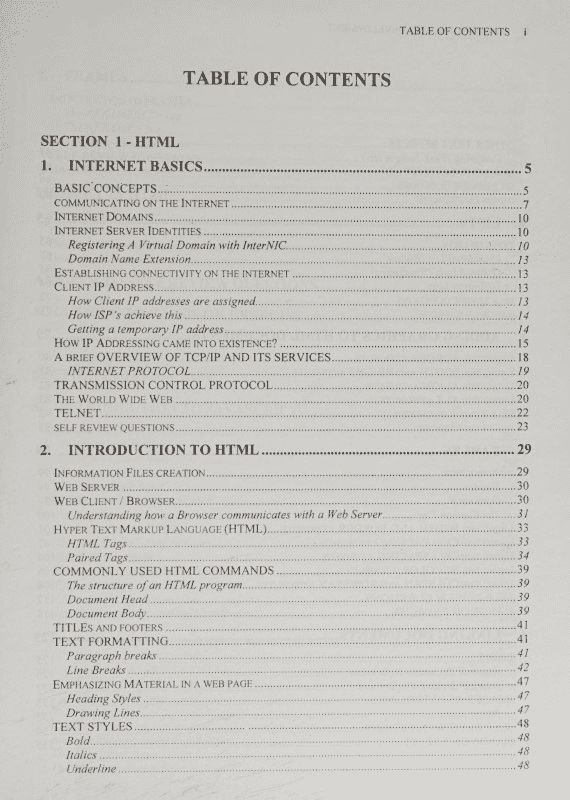 TABLE OF CONTENTS i
TABLE OF CONTENTS
SECTION 1 - HTML
1. INTERNET BASICS 5
BASIC CONCEPTS 5
COMMUNICATING ON THE INTERNET 7
INTERNET DOMAINS 10
INTERNET SERVER IDENTITIES 10
Registering A Virtual Domain with InterNIC 10
Domain Name Extension 13
ESTABLISHING CONNECTIVITY ON THE INTERNET 13
CLIENT IP ADDRESS 13
How Client IP addresses are assigned 13
How ISP's achieve this 14
Getting a temporary IP address 14
HOW IP ADDRESSING CAME INTO EXISTENCE? 15
A BRIEF OVERVIEW OF TCP/IP AND ITS SERVICES 18
INTERNET PROTOCOL 19
TRANSMISSION CONTROL PROTOCOL 20
THE WORLD WIDE WEB 20
TELNET 22
SELF REVIEW QUESTIONS 23
2. INTRODUCTION TO HTML 29
INFORMATION FILES CREATION 29
WEB SERVER 30
WEB CLIENT / BROWSER 30
Understanding how a Browser communicates with a Web Server 31
HYPER TEXT MARKUP LANGUAGE (HTML) 33
HTML Tags 33
Paired Tags 34
COMMONLY USED HTML COMMANDS 39
The structure of an HTML program 39
Document Head 39
Document Body 39
TITLES AND FOOTERS 41
TEXT FORMATTING 41
Paragraph breaks 41
Line Breaks 42
EMPHASIZING MATERIAL IN A WEB PAGE 47
Heading Styles 47
Drawing Lines 47
TEXT STYLES 48
Bold 48
Italics 48
Underline 48